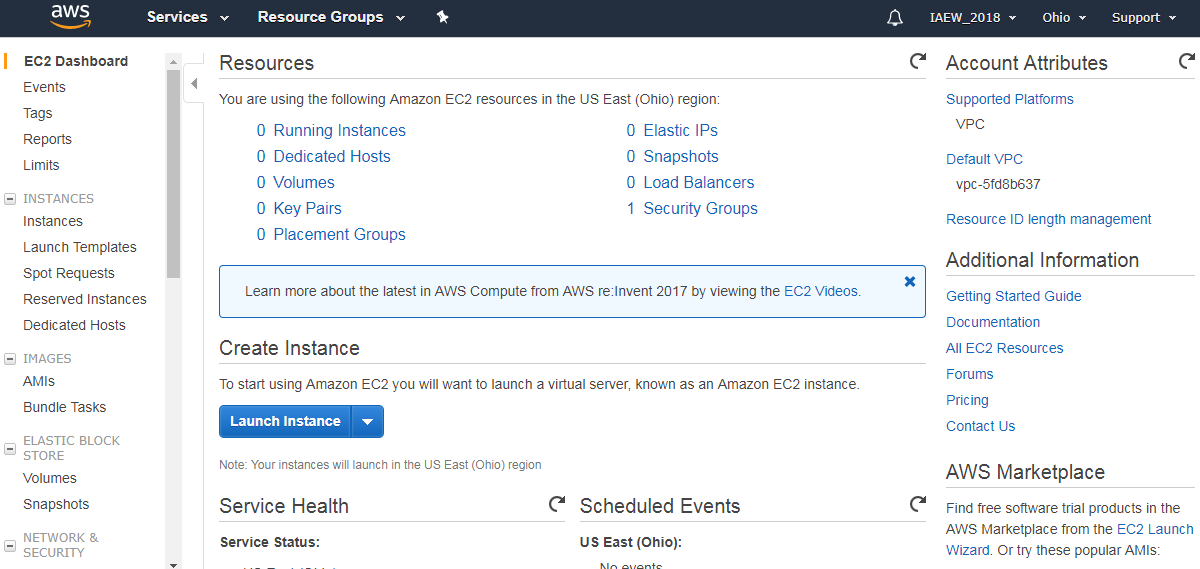 aws
Services
Resource Groups
IAEW_2018
Ohio
Support
EC2 Dashboard
Events
Tags
Reports
Limits
INSTANCES
Instances
Launch Templates
Spot Requests
Reserved Instances
Dedicated Hosts
IMAGES
AMIs
Bundle Tasks
ELASTIC BLOCK
STORE
Volumes
Snapshots
NETWORK &
SECURITY
Resources
You are using the following Amazon EC2 resources in the US East (Ohio) region:
0 Running Instances
0 Dedicated Hosts
0 Volumes
0 Key Pairs
0 Placement Groups
0 Elastic IPs
0 Snapshots
0 Load Balancers
1 Security Groups
Learn more about the latest in AWS Compute from AWS re:Invent 2017 by viewing the EC2 Videos.
Create Instance
To start using Amazon EC2 you will want to launch a virtual server, known as an Amazon EC2 instance.
Launch Instance
Note: Your instances will launch in the US East (Ohio) region
Service Health
Service Status:
Scheduled Events
US East (Ohio):
No events
Account Attributes
Supported Platforms
VPC
Default VPC
vpc-5fd8b637
Resource ID length management
Additional Information
Getting Started Guide
Documentation
All EC2 Resources
Forums
Pricing
Contact Us
AWS Marketplace
Find free software trial products in the
AWS Marketplace from the EC2 Launch
Wizard. Or try these popular AMIs: